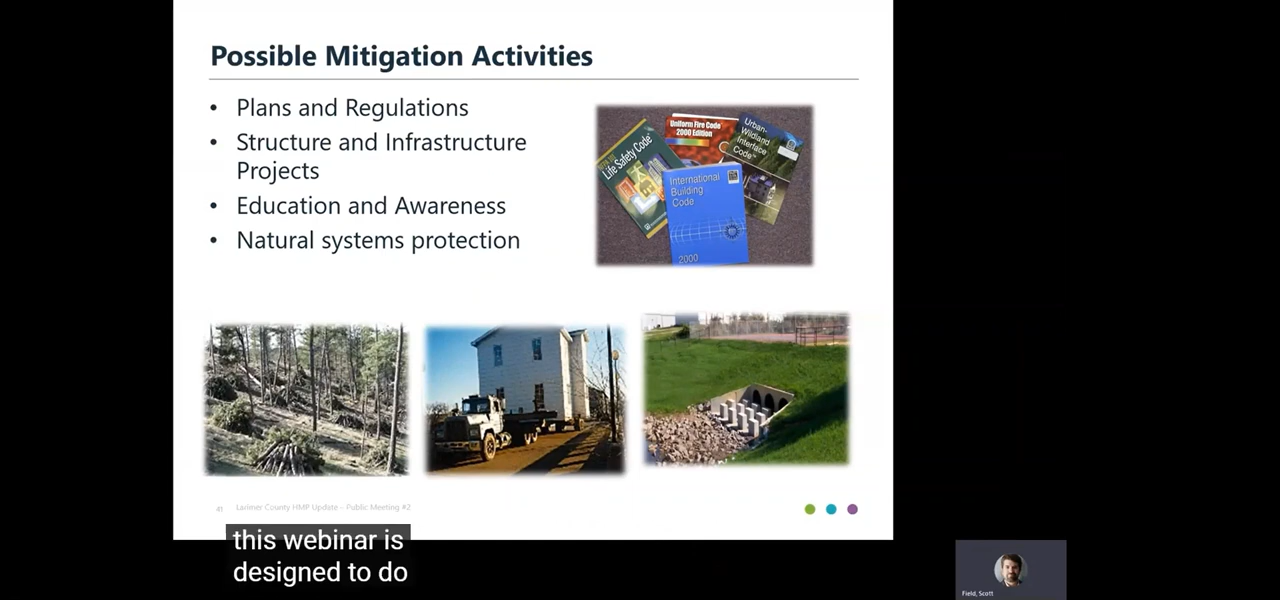 Possible Mitigation Activities
• Plans and Regulations
• Structure and Infrastructure
Projects
• Education and Awareness
• Natural systems protection
Life Safety Code
Uniform Fire Code
2000 Edition
Urban-
Wildland
Interface
Code
International
Building
Code
2000
41 Larimer County HMP Update – Public Meeting #2
this webinar is
designed to do
Field, Scott